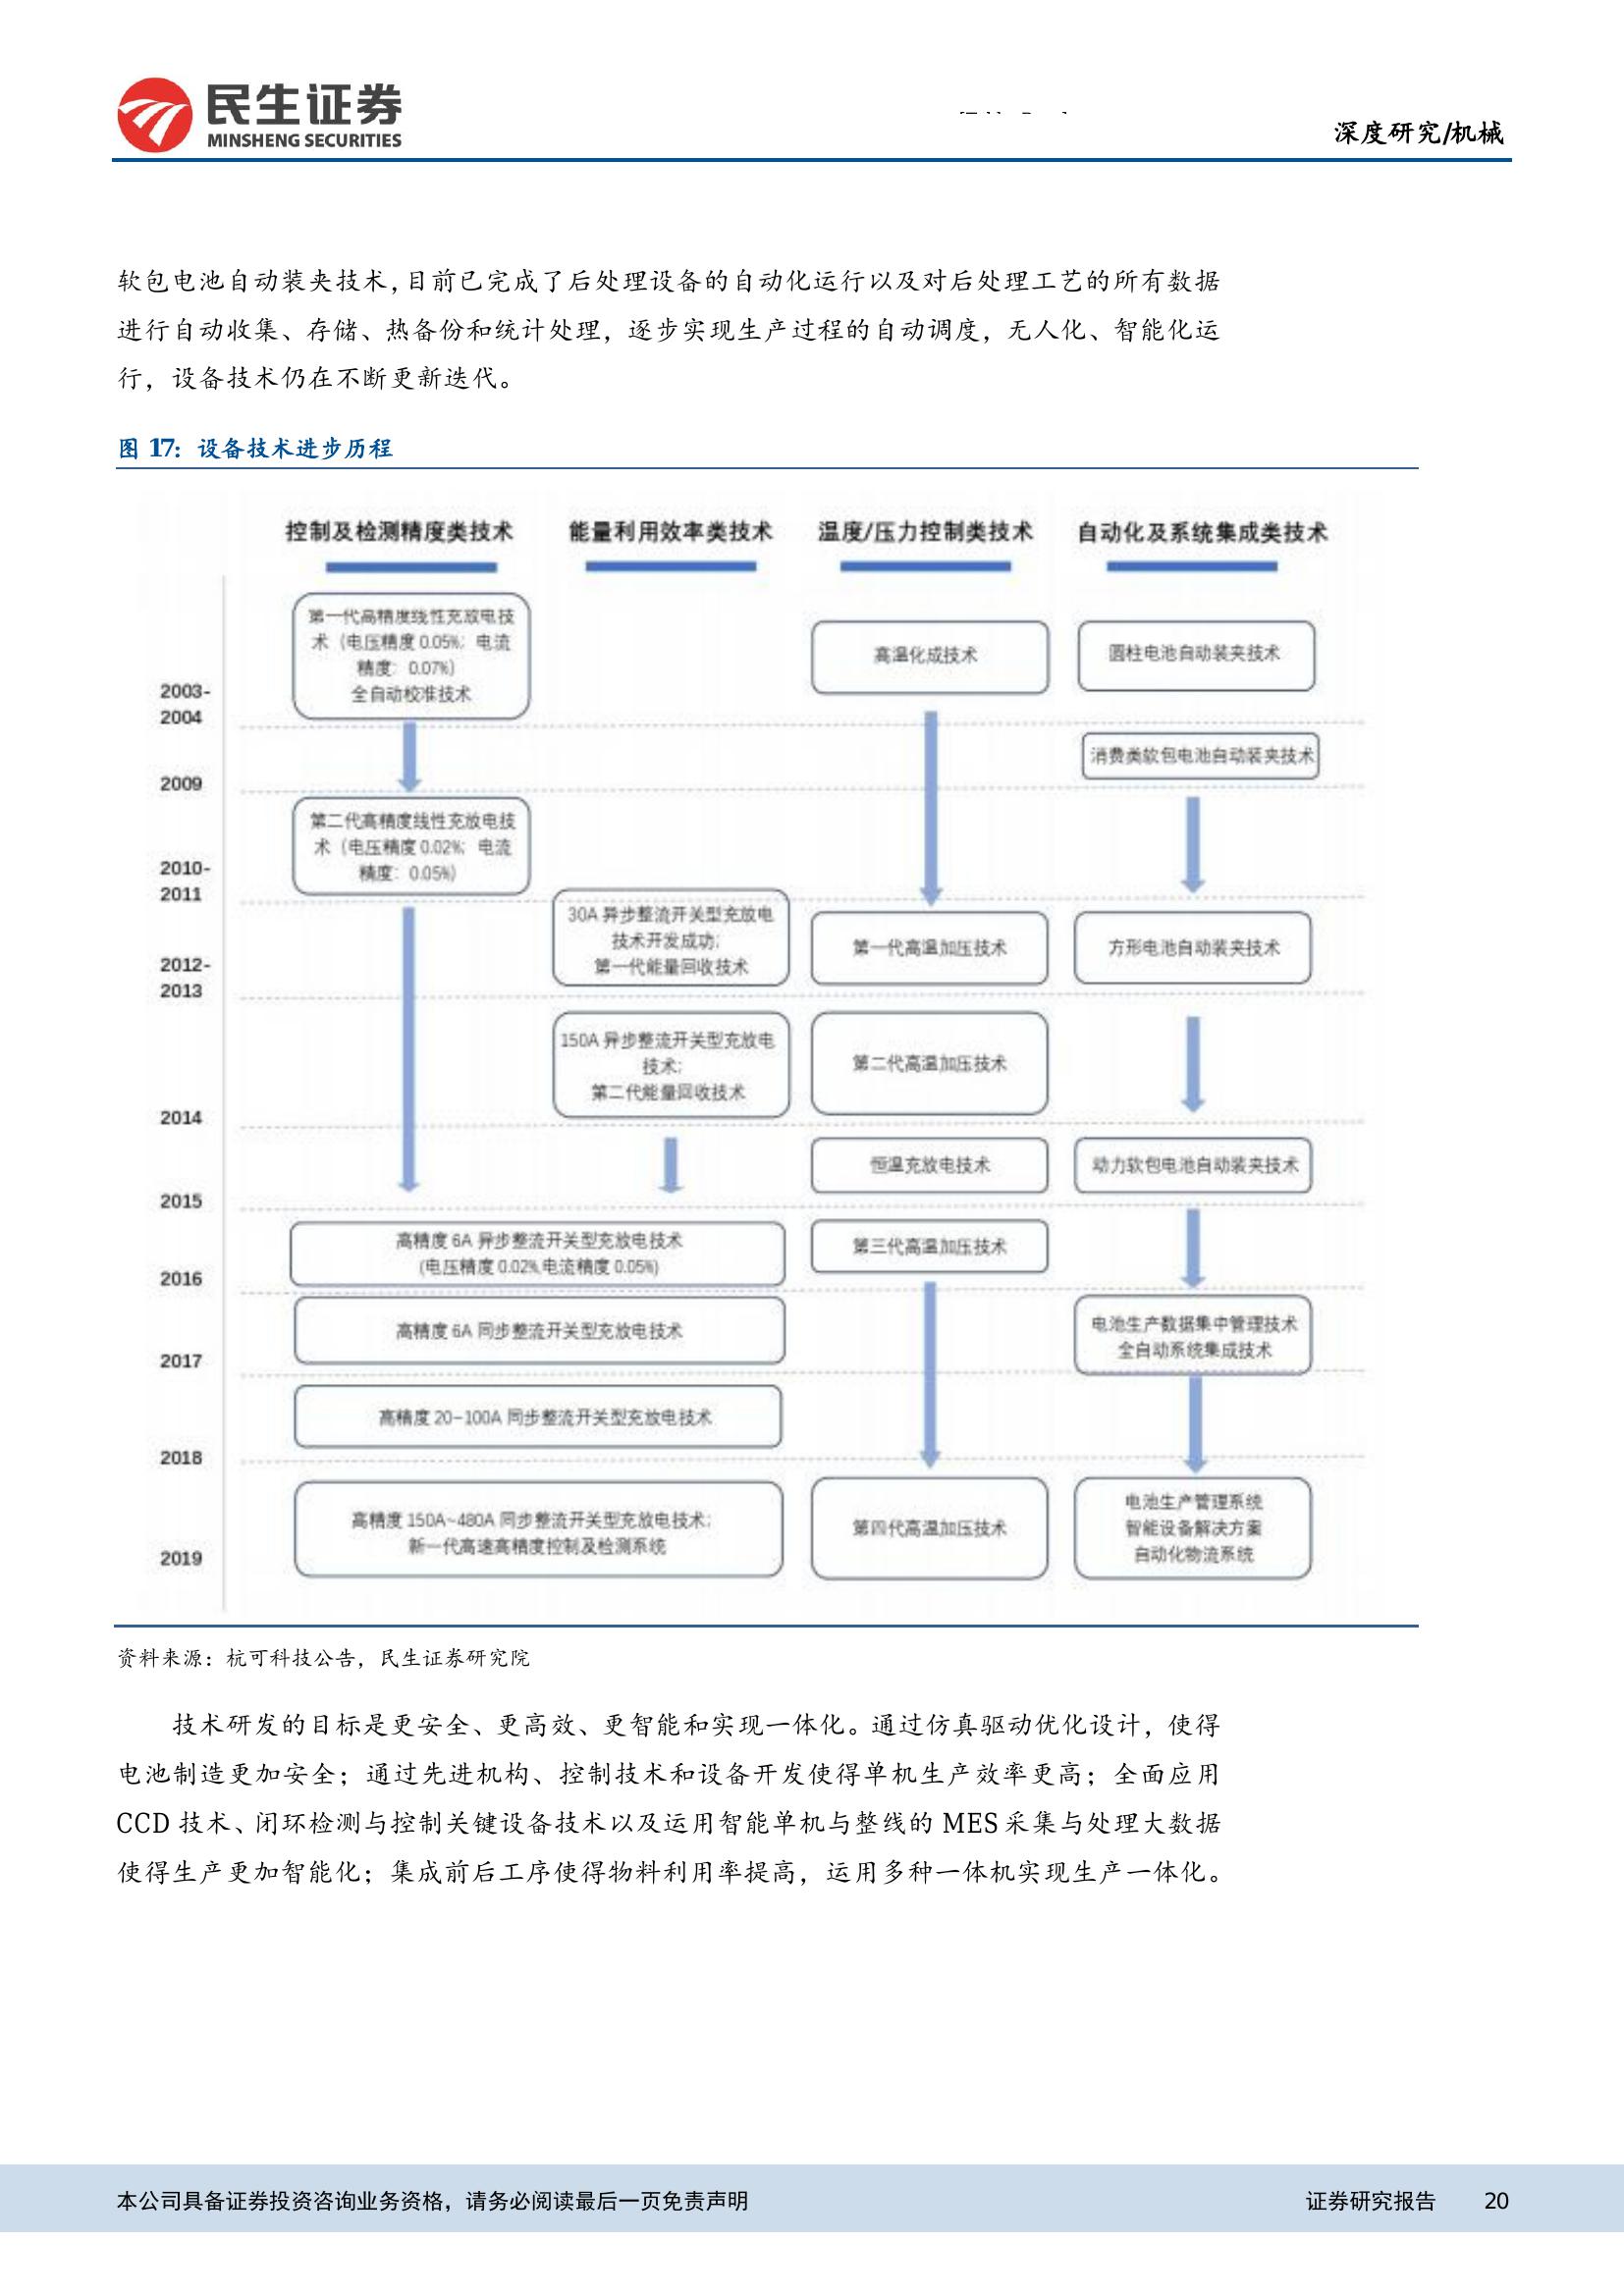 民生证券
MINSHENG SECURITIES
深度研究/机械
软包电池自动装夹技术，目前已完成了后处理设备的自动化运行以及对后处理工艺的所有数据
进行自动收集、存储、热备份和统计处理，逐步实现生产过程的自动调度，无人化、智能化运
行，设备技术仍在不断更新迭代。
图 17：设备技术进步历程
控制及检测精度类技术 能量利用效率类技术 温度/压力控制类技术 自动化及系统集成类技术
2003-
2004
第一代高精度线性充放电技
术（电压精度 0.05%；电流
精度：0.07%）
全自动校准技术
高温化成技术
圆柱电池自动装夹技术
2009
消费类软包电池自动装夹技术
2010-
2011
第二代高精度线性充放电技
术（电压精度 0.02%；电流
精度：0.05%）
2012-
2013
30A 异步整流开关型充放电
技术开发成功；
第一代能量回收技术
第一代高温加压技术
方形电池自动装夹技术
2014
150A 异步整流开关型充放电
技术；
第二代能量回收技术
第二代高温加压技术
2015
恒温充放电技术
动力软包电池自动装夹技术
2016
高精度 6A 异步整流开关型充放电技术
(电压精度 0.02%,电流精度 0.05%)
第三代高温加压技术
2017
高精度 6A 同步整流开关型充放电技术
电池生产数据集中管理技术
全自动系统集成技术
2018
高精度 20-100A 同步整流开关型充放电技术
2019
高精度 150A~480A 同步整流开关型充放电技术；
新一代高速高精度控制及检测系统
第四代高温加压技术
电池生产管理系统
智能设备解决方案
自动化物流系统
资料来源：杭可科技公告，民生证券研究院
技术研发的目标是更安全、更高效、更智能和实现一体化。通过仿真驱动优化设计，使得
电池制造更加安全；通过先进机构、控制技术和设备开发使得单机生产效率更高；全面应用
CCD 技术、闭环检测与控制关键设备技术以及运用智能单机与整线的 MES 采集与处理大数据
使得生产更加智能化；集成前后工序使得物料利用率提高，运用多种一体机实现生产一体化。
本公司具备证券投资咨询业务资格，请务必阅读最后一页免责声明 证券研究报告 20